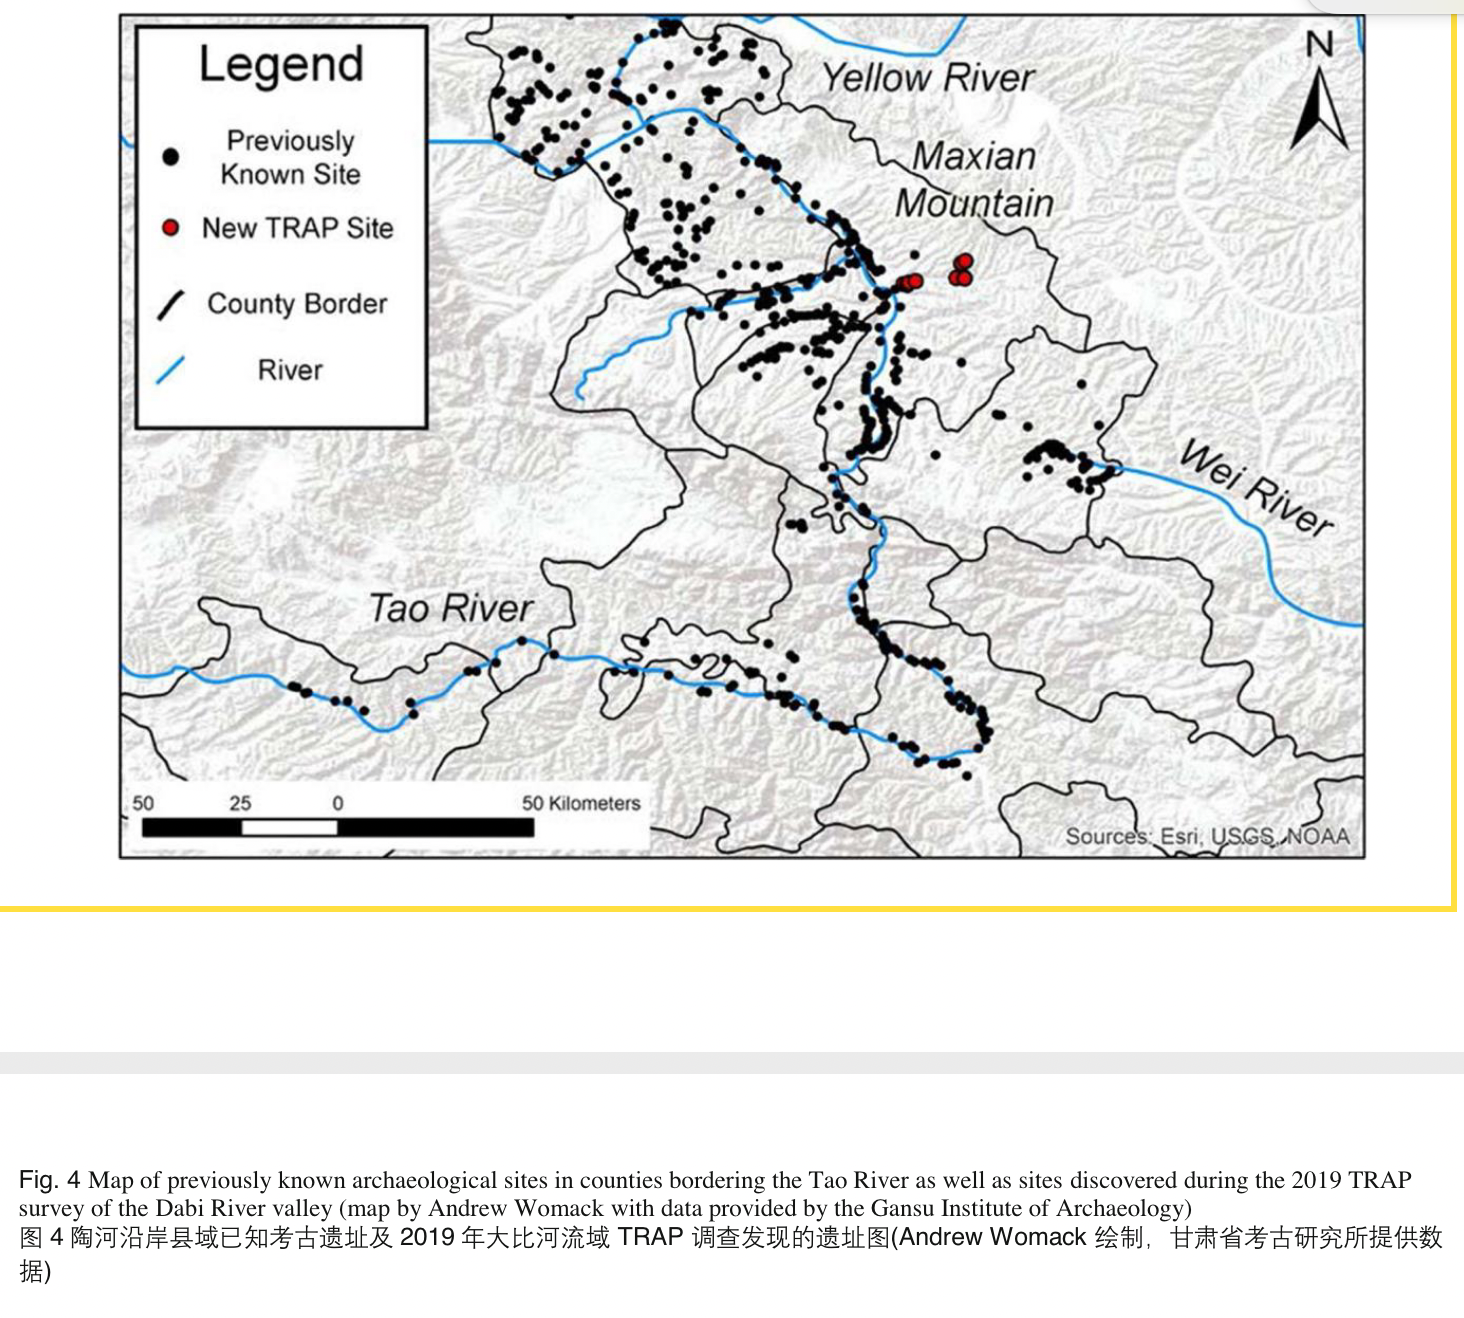 Legend
Previously
Known Site
New TRAP Site
County Border
River
N
Yellow River
Maxian
Mountain
Wei River
Tao River
50 25 0 50 Kilometers
Sources: Esri, USGS, NOAA
Fig. 4 Map of previously known archaeological sites in counties bordering the Tao River as well as sites discovered during the 2019 TRAP
survey of the Dabi River valley (map by Andrew Womack with data provided by the Gansu Institute of Archaeology)
图 4 陶河沿岸县域已知考古遗址及 2019 年大比河流域 TRAP 调查发现的遗址图(Andrew Womack 绘制，甘肃省考古研究所提供数
据)